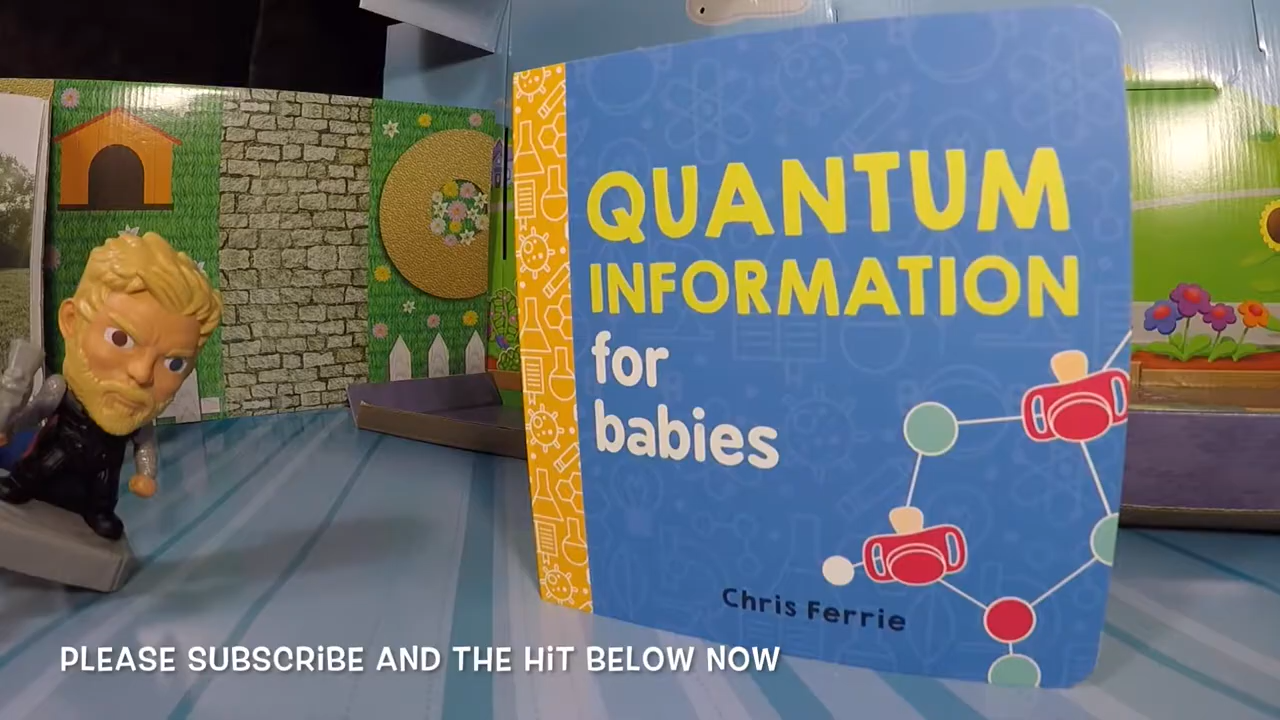 QUANTUM
INFORMATION
for
babies
Chris Ferrie
PLEASE SUBSCRiBE AND THE HiT BELOW NOW